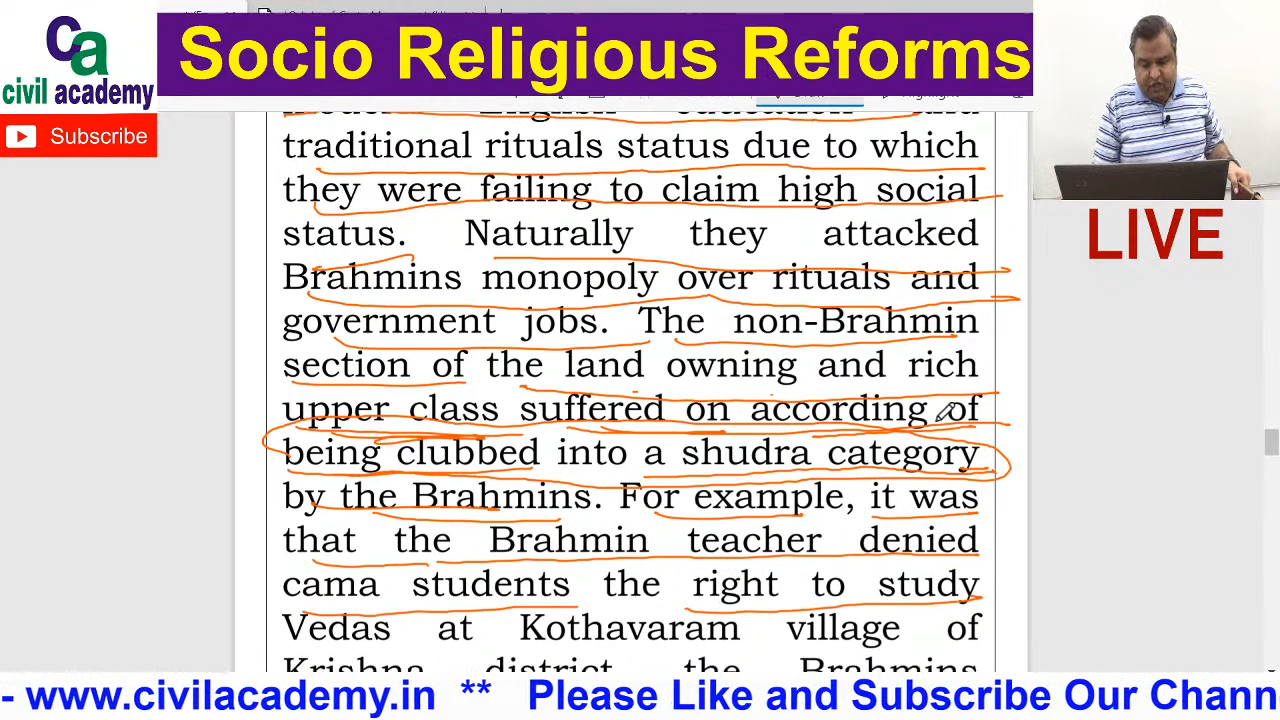 ca
civil academy
Subscribe
Socio Religious Reforms
LIVE
traditional rituals status due to which
they were failing to claim high social
status. Naturally they attacked
Brahmins monopoly over rituals and
government jobs. The non-Brahmin
section of the land owning and rich
upper class suffered on according of
being clubbed into a shudra category
by the Brahmins. For example, it was
that the Brahmin teacher denied
cama students the right to study
Vedas at Kothavaram village of
Krishna district the Brahmins
- www.civilacademy.in ** Please Like and Subscribe Our Chann